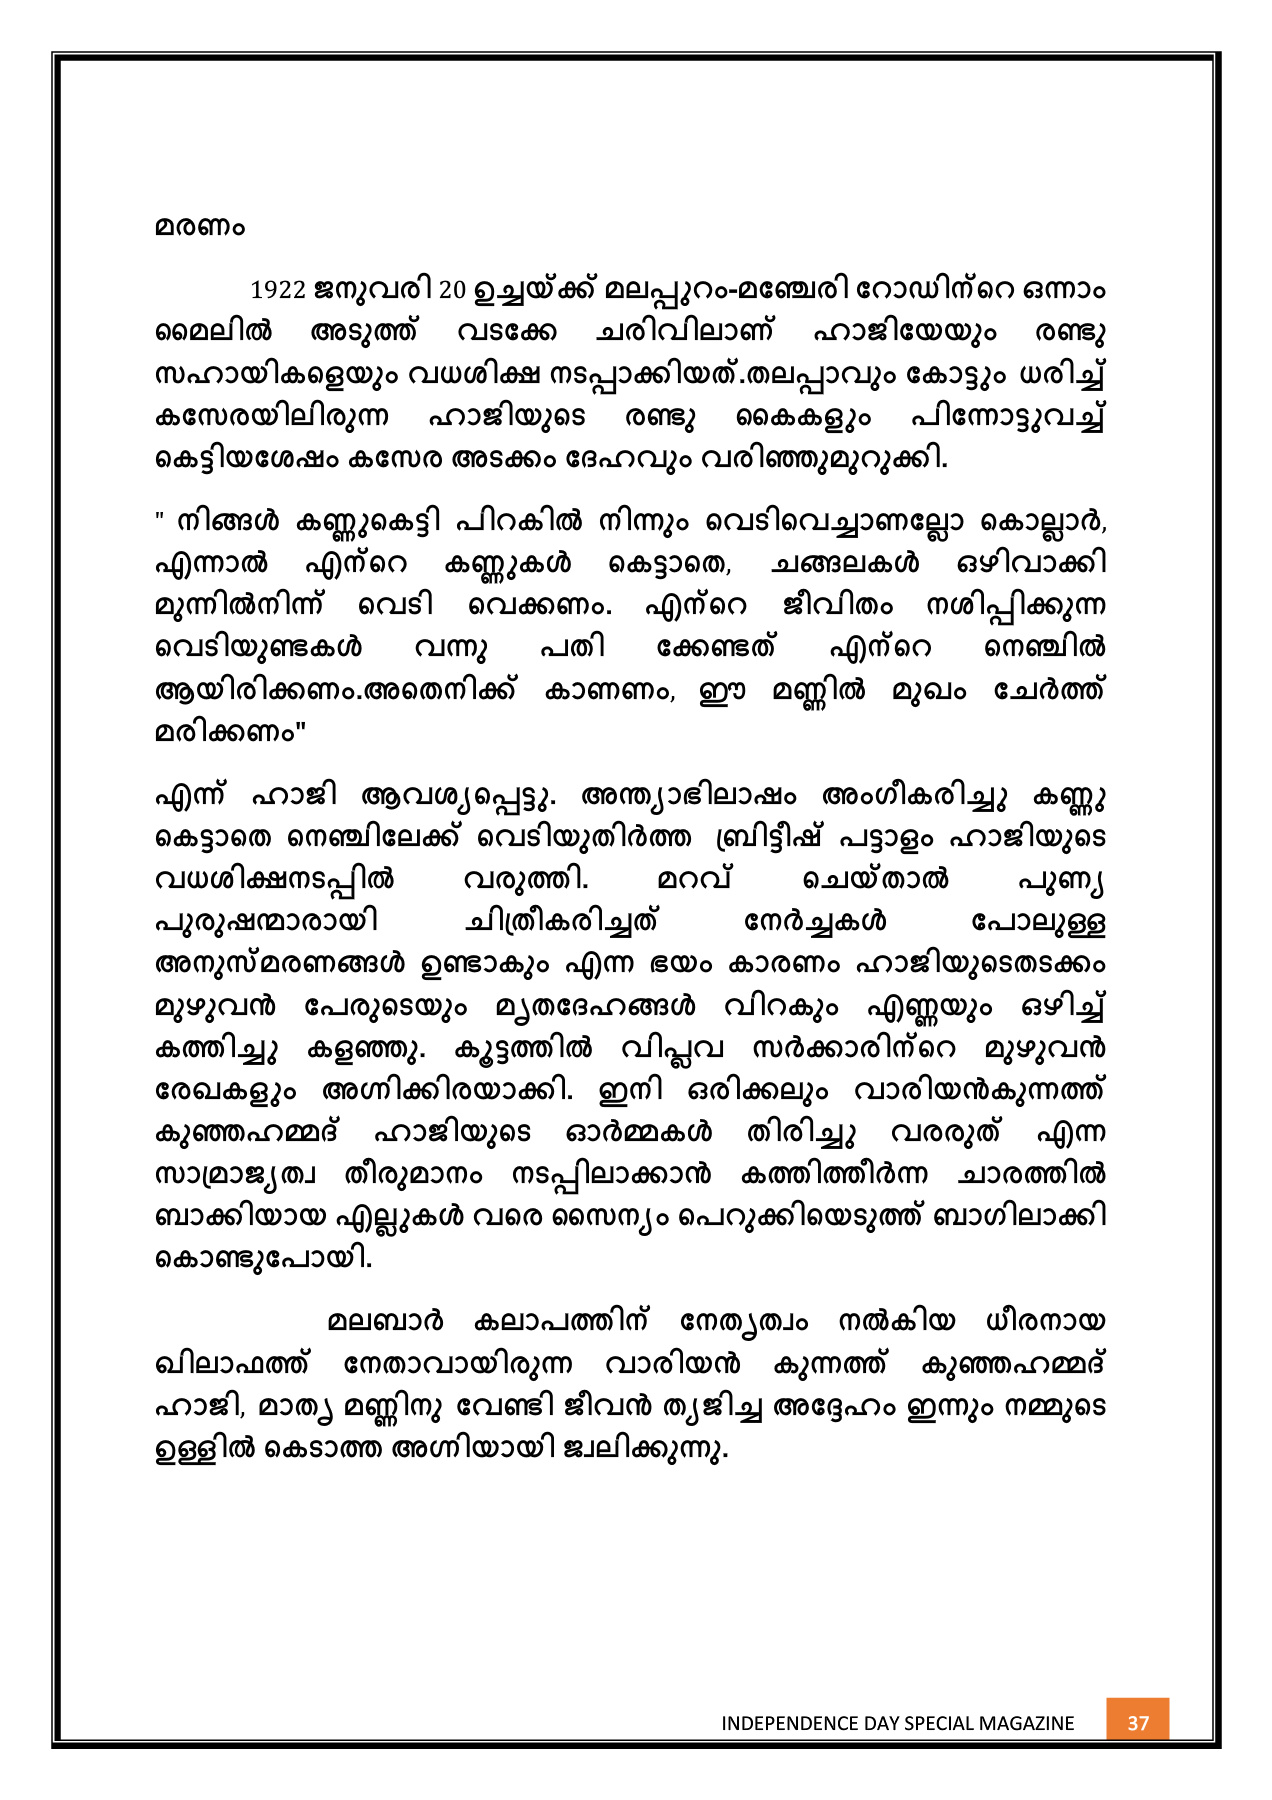 മരണം
1922 ജനുവരി 20 ഉച്ചയ്ക്ക് മലപ്പുറം-മഞ്ചേരി റോഡിന്റെ ഒന്നാം
മൈലിൽ അടുത്ത് വടക്കേ ചരിവിലാണ് ഹാജിയേയും രണ്ടു
സഹായികളെയും വധശിക്ഷ നടപ്പാക്കിയത്.തലപ്പാവും കോട്ടും ധരിച്ച്
കസേരയിലിരുന്ന ഹാജിയുടെ രണ്ടു കൈകളും പിന്നോട്ടുവച്ച്
കെട്ടിയശേഷം കസേര അടക്കം ദേഹവും വരിഞ്ഞുമുറുക്കി.
" നിങ്ങൾ കണ്ണുകെട്ടി പിറകിൽ നിന്നും വെടിവെച്ചാണല്ലോ കൊല്ലാർ,
എന്നാൽ എന്റെ കണ്ണുകൾ കെട്ടാതെ, ചങ്ങലകൾ ഒഴിവാക്കി
മുന്നിൽനിന്ന് വെടി വെക്കണം. എന്റെ ജീവിതം നശിപ്പിക്കുന്ന
വെടിയുണ്ടകൾ വന്നു പതി ക്കേണ്ടത് എന്റെ നെഞ്ചിൽ
ആയിരിക്കണം.അതെനിക്ക് കാണണം, ഈ മണ്ണിൽ മുഖം ചേർത്ത്
മരിക്കണം"
എന്ന് ഹാജി ആവശ്യപ്പെട്ടു. അന്ത്യാഭിലാഷം അംഗീകരിച്ചു കണ്ണു
കെട്ടാതെ നെഞ്ചിലേക്ക് വെടിയുതിർത്ത ബ്രിട്ടീഷ് പട്ടാളം ഹാജിയുടെ
വധശിക്ഷനടപ്പിൽ വരുത്തി. മറവ് ചെയ്താൽ പുണ്യ
പുരുഷന്മാരായി ചിത്രീകരിച്ചത് നേർച്ചകൾ പോലുള്ള
അനുസ്മരണങ്ങൾ ഉണ്ടാകും എന്ന ഭയം കാരണം ഹാജിയുടെതടക്കം
മുഴുവൻ പേരുടെയും മൃതദേഹങ്ങൾ വിറകും എണ്ണയും ഒഴിച്ച്
കത്തിച്ചു കളഞ്ഞു. കൂട്ടത്തിൽ വിപ്ലവ സർക്കാരിന്റെ മുഴുവൻ
രേഖകളും അഗ്നിക്കിരയാക്കി. ഇനി ഒരിക്കലും വാരിയൻകുന്നത്ത്
കുഞ്ഞഹമ്മദ് ഹാജിയുടെ ഓർമ്മകൾ തിരിച്ചു വരരുത് എന്ന
സാമ്രാജ്യത്വ തീരുമാനം നടപ്പിലാക്കാൻ കത്തിത്തീർന്ന ചാരത്തിൽ
ബാക്കിയായ എല്ലുകൾ വരെ സൈന്യം പെറുക്കിയെടുത്ത് ബാഗിലാക്കി
കൊണ്ടുപോയി.
മലബാർ കലാപത്തിന് നേതൃത്വം നൽകിയ ധീരനായ
ഖിലാഫത്ത് നേതാവായിരുന്ന വാരിയൻ കുന്നത്ത് കുഞ്ഞഹമ്മദ്
ഹാജി, മാതൃ മണ്ണിനു വേണ്ടി ജീവൻ ത്യജിച്ച അദ്ദേഹം ഇന്നും നമ്മുടെ
ഉള്ളിൽ കെടാത്ത അഗ്നിയായി ജ്വലിക്കുന്നു.
INDEPENDENCE DAY SPECIAL MAGAZINE 37